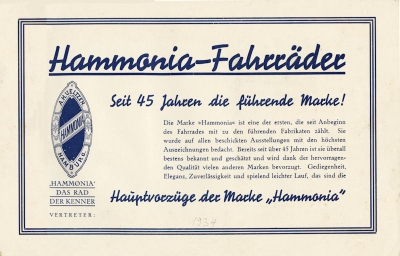 Hammonia-Fahrräder
Seit 45 Jahren die führende Marke!
Die Marke »Hammonia« ist eine der ersten, die seit Anbeginn
des Fahrrades mit zu den führenden Fabrikaten zählt. Sie
wurde auf allen beschickten Ausstellungen mit den höchsten
Auszeichnungen bedacht. Bereits seit über 45 Jahren ist sie überall
bestens bekannt und geschätzt und wird dank der hervorragen-
den Qualität vielen anderen Marken bevorzugt. Gediegenheit,
Eleganz, Zuverlässigkeit und spielend leichter Lauf, das sind die
Hauptvorzüge der Marke „Hammonia"
HAMMONIA
HAMBURG
‚HAMMONIA'
DAS RAD
DER KENNER
VERTRETER:
1934